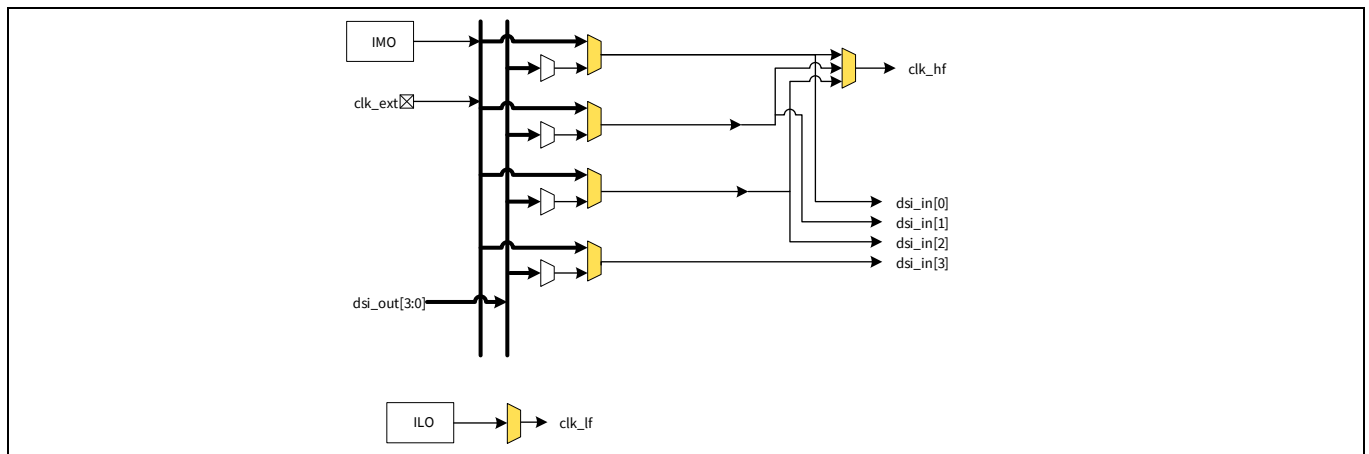 IMO
clk_hf
clk_ext
dsi_in[0]
dsi_in[1]
dsi_in[2]
dsi_in[3]
dsi_out[3:0]
ILO
clk_lf